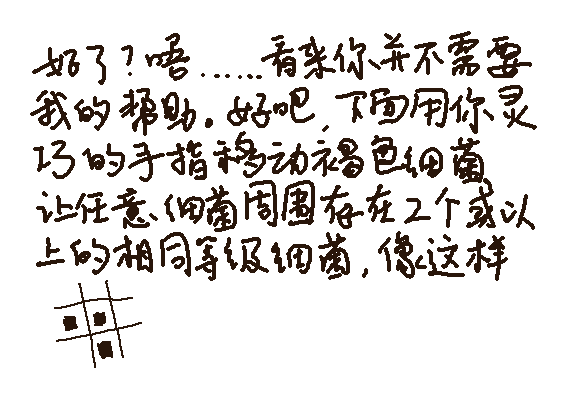 好了？唔……看来你并不需要
我的帮助。好吧，下面用你灵
巧的手指移动褐色细菌
让任意细菌周围存在2个或以
上的相同等级细菌，像这样